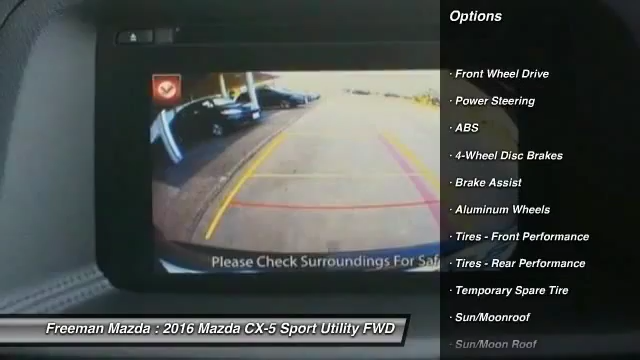 Options
· Front Wheel Drive
· Power Steering
· ABS
· 4-Wheel Disc Brakes
· Brake Assist
· Aluminum Wheels
· Tires - Front Performance
· Tires - Rear Performance
· Temporary Spare Tire
· Sun/Moonroof
· Sun/Moon Roof
Please Check Surroundings For Saf
Freeman Mazda : 2016 Mazda CX-5 Sport Utility FWD